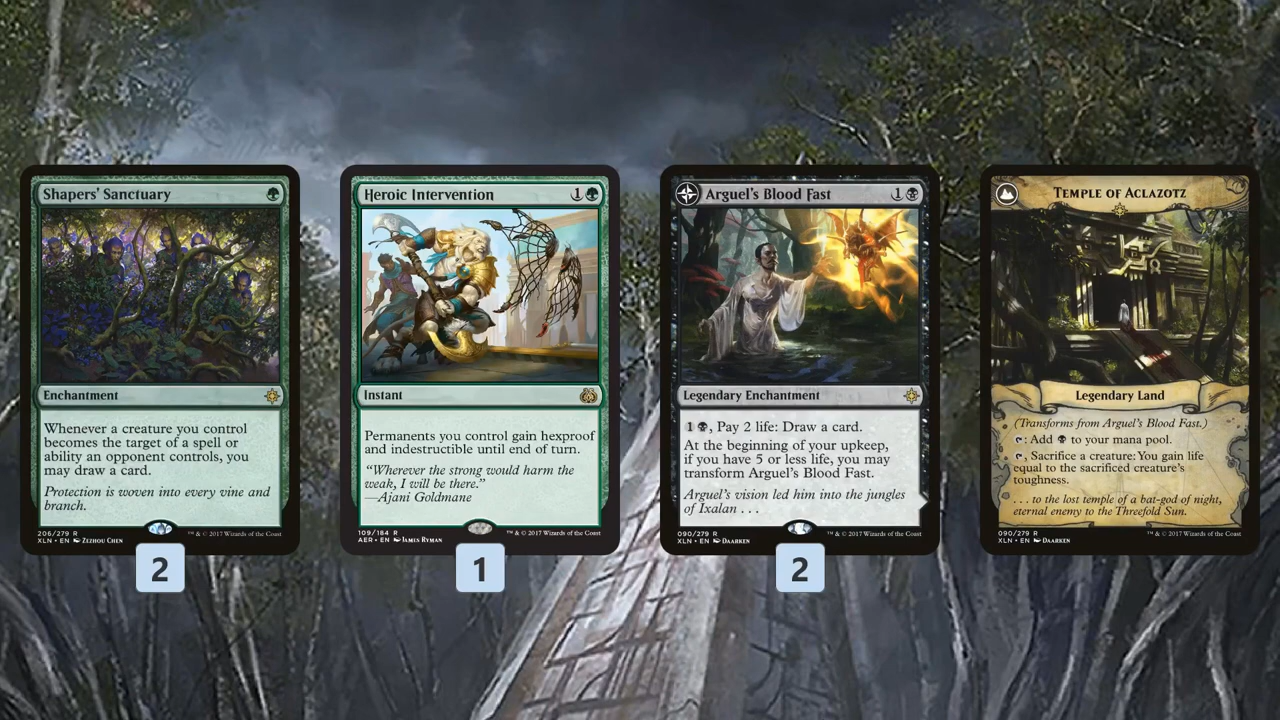 Shapers' Sanctuary
Enchantment
Whenever a creature you control
becomes the target of a spell or
ability an opponent controls, you
may draw a card.
Protection is woven into every vine and
branch.
206/279 R
XLN • EN Zezhou Chen
™ & © 2017 Wizards of the Coast
2
Heroic Intervention 1
Instant
Permanents you control gain hexproof
and indestructible until end of turn.
“Wherever the strong would harm the
weak, I will be there.”
—Ajani Goldmane
109/184 R
AER • EN James Ryman
™ & © 2017 Wizards of the Coast
1
Arguel's Blood Fast 1
Legendary Enchantment
1, Pay 2 life: Draw a card.
At the beginning of your upkeep,
if you have 5 or less life, you may
transform Arguel's Blood Fast.
Arguel's vision led him into the jungles
of Ixalan . . .
090/279 R
XLN • EN Daarken
™ & © 2017 Wizards of the Coast
2
Temple of Aclazotz
Legendary Land
(Transforms from Arguel's Blood Fast.)
: Add to your mana pool.
, Sacrifice a creature: You gain life
equal to the sacrificed creature's
toughness.
. . . to the lost temple of a bat-god of night,
eternal enemy to the Threefold Sun.
090/279 R
XLN • EN Daarken
™ & © 2017 Wizards of the Coast